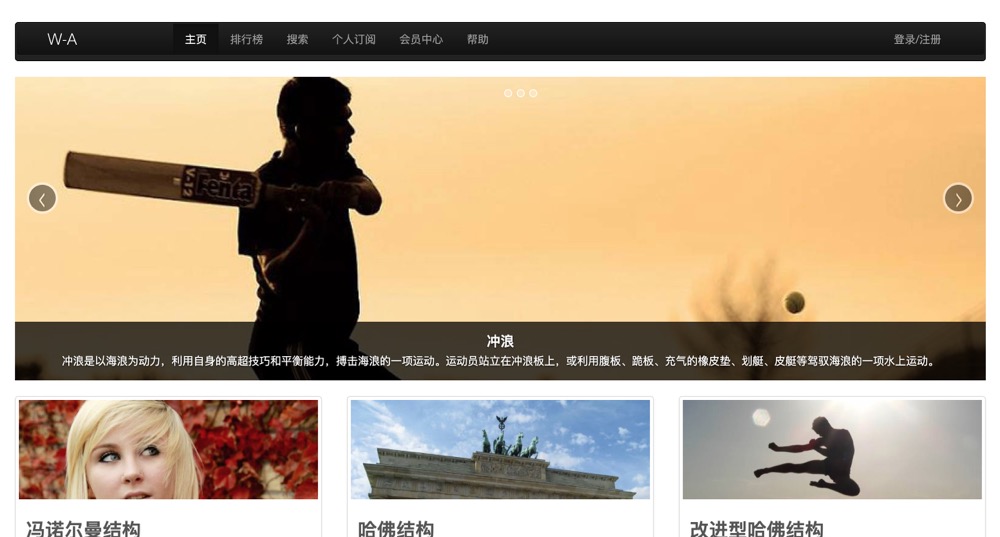 W-A
主页
排行榜
搜索
个人订阅
会员中心
帮助
登录/注册
V-12 Fenta
冲浪
冲浪是以海浪为动力，利用自身的高超技巧和平衡能力，搏击海浪的一项运动。运动员站立在冲浪板上，或利用腹板、跪板、充气的橡皮垫、划艇、皮艇等驾驭海浪的一项水上运动。
冯诺尔曼结构
哈佛结构
改进型哈佛结构